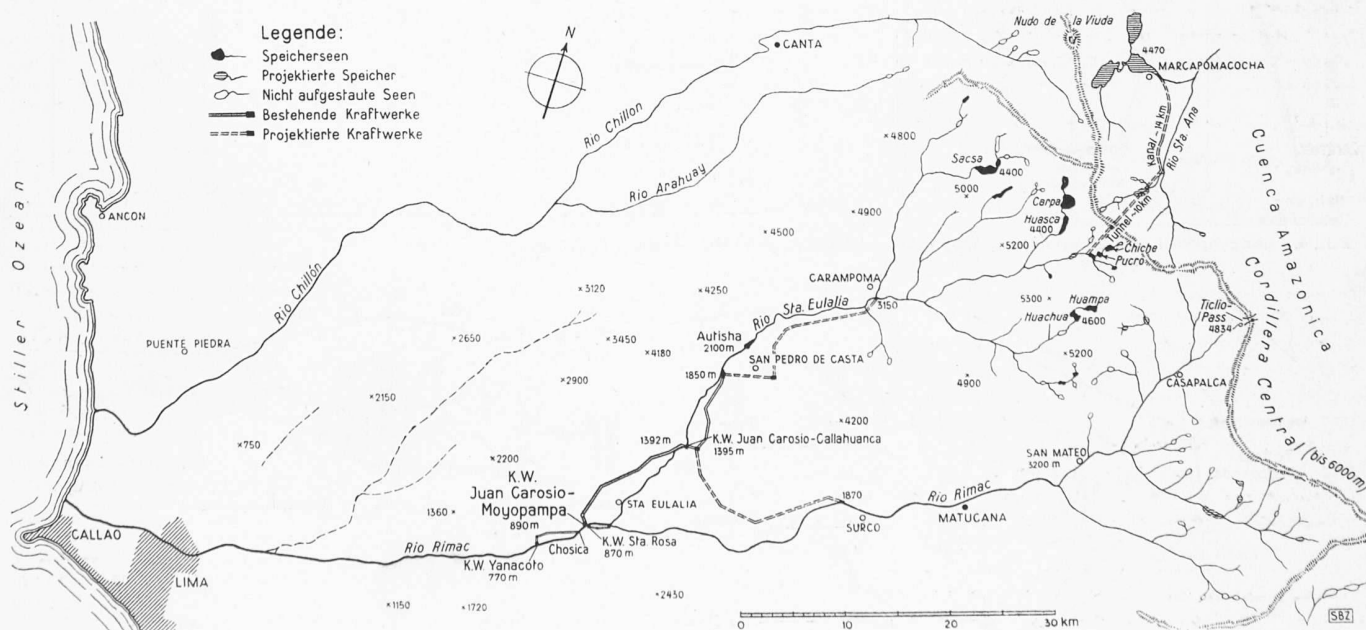 Legende:
Speicherseen
Projektierte Speicher
Nicht aufgestaute Seen
Bestehende Kraftwerke
Projektierte Kraftwerke
N
CANTA
Nudo de la Viuda
4470
MARCAPOMACOCHA
Kanal ~14 km
Rio Sta. Ana
Cuenca Amazonica
Cordillera Central (bis 6000m)
Stiller Ozean
ANCON
Rio Chillon
Rio Arahuay
×4800
Sacsa
4400
5000
×
Carpa
Huasca
4400
Tunnel ~10km
×5200
Chiche
Pucro
×4900
×4500
Rio Chillón
PUENTE PIEDRA
×3120
×4250
CARAMPOMA
3150
Rio Sta. Eulalia
5300 ×
Huampa
Huachua
4600
Ticlio-
Pass
4834
×2650
×3450
×4180
Autisha
2100m
SAN PEDRO DE CASTA
1850 m
×2900
×5200
×
4900
CASAPALCA
×2150
×750
×4200
1392 m
K.W. Juan Carosio-Callahuanca
1395 m
×2200
SAN MATEO
3200 m
K.W.
Juan Carosio-
Moyopampa
890 m
1360 ×
STA EULALIA
1870
SURCO
Rio Rimac
MATUCANA
CALLAO
LIMA
Rio Rimac
Chosica
K.W. Sta. Rosa
870 m
K.W. Yanacoto
770 m
×1150
×1720
×2430
0 10 20 30 km
SBZ